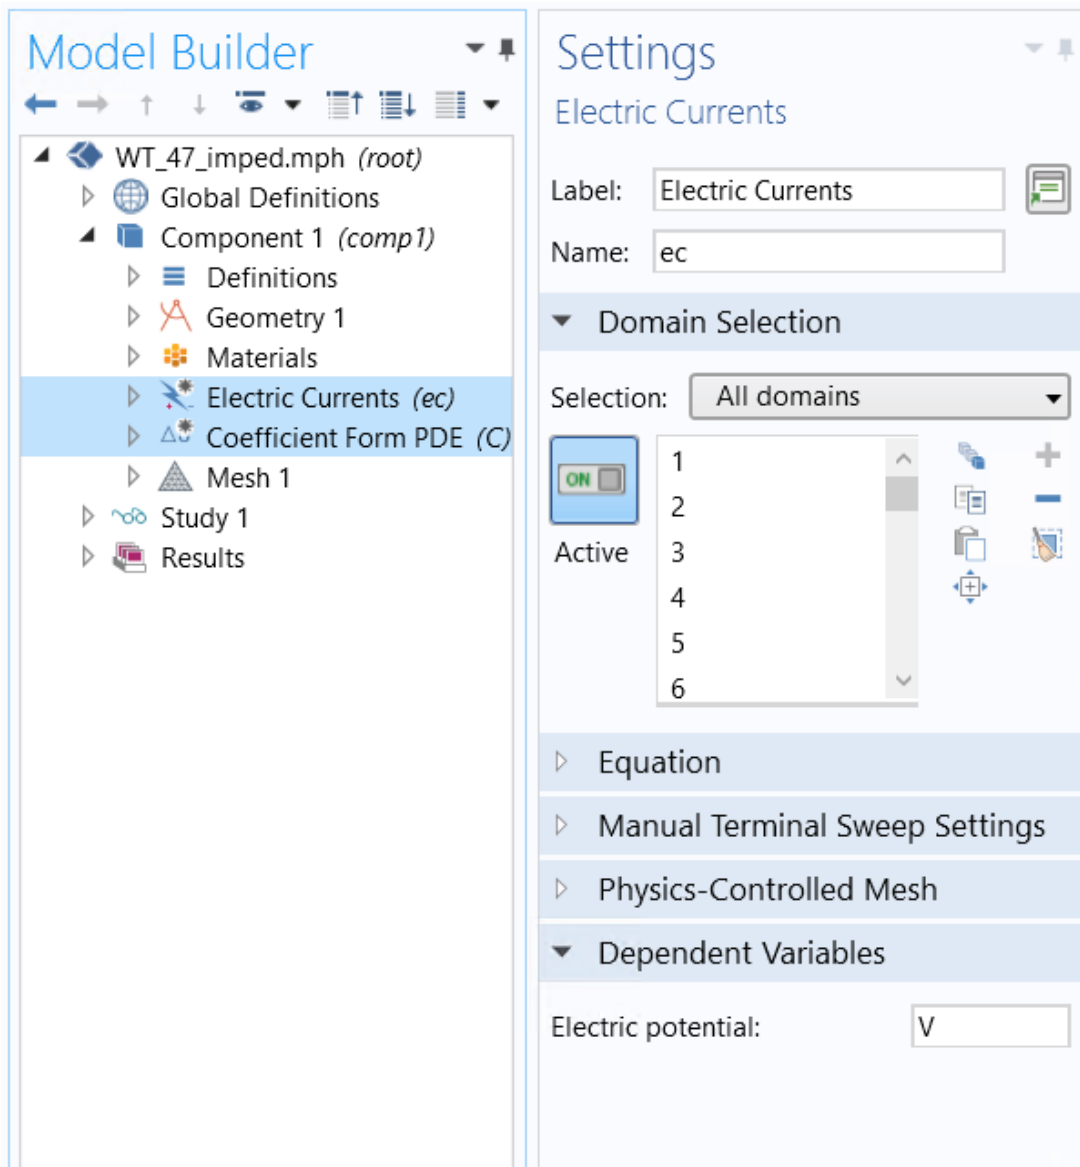 Model Builder
WT_47_imped.mph (root)
Global Definitions
Component 1 (comp1)
Definitions
Geometry 1
Materials
Electric Currents (ec)
Coefficient Form PDE (C)
Mesh 1
Study 1
Results
Settings
Electric Currents
Label: Electric Currents
Name: ec
Domain Selection
Selection: All domains
ON
Active
1
2
3
4
5
6
Equation
Manual Terminal Sweep Settings
Physics-Controlled Mesh
Dependent Variables
Electric potential: V